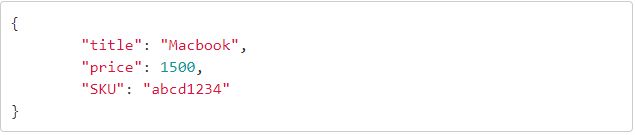 {
"title": "Macbook",
"price": 1500,
"SKU": "abcd1234"
}